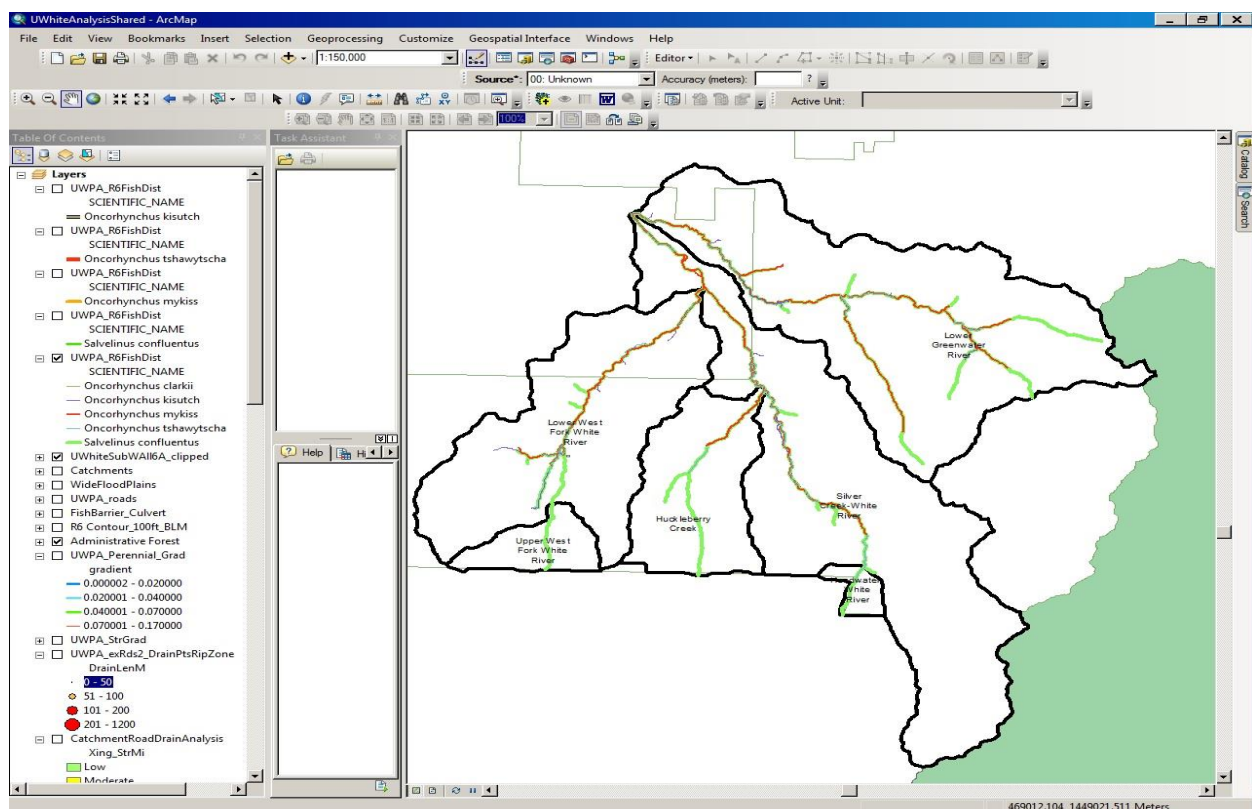 UWhiteAnalysisShared - ArcMap
File Edit View Bookmarks Insert Selection Geoprocessing Customize Geospatial Interface Windows Help
1:150,000
Editor
Source*: 00: Unknown
Accuracy (meters):
?
Active Unit:
100%
Table Of Contents
Task Assistant
Layers
UWPA_R6FishDist
SCIENTIFIC_NAME
Oncorhynchus kisutch
UWPA_R6FishDist
SCIENTIFIC_NAME
Oncorhynchus tshawytscha
UWPA_R6FishDist
SCIENTIFIC_NAME
Oncorhynchus mykiss
UWPA_R6FishDist
SCIENTIFIC_NAME
Salvelinus confluentus
UWPA_R6FishDist
SCIENTIFIC_NAME
Oncorhynchus clarkii
Oncorhynchus kisutch
Oncorhynchus mykiss
Oncorhynchus tshawytscha
Salvelinus confluentus
UWhiteSubWAll6A_clipped
Catchments
WideFloodPlains
UWPA_roads
FishBarrier_Culvert
R6 Contour_100ft_BLM
Administrative Forest
UWPA_Perennial_Grad
gradient
0.000002 - 0.020000
0.020001 - 0.040000
0.040001 - 0.070000
0.070001 - 0.170000
UWPA_StrGrad
UWPA_exRds2_DrainPtsRipZone
DrainLenM
0 - 50
51 - 100
101 - 200
201 - 1200
CatchmentRoadDrainAnalysis
Xing_StrMi
Low
Moderate
Help
Catalog
Search
Lower
Greenwater
River
Lower West
Fork White
River
Silver
Creek-White
River
Huckleberry
Creek
Upper West
Fork White
River
Headwater
White
River
469012.104 1449021.511 Meters